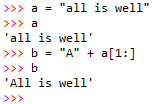 >>> a = "all is well"
>>> a
'all is well'
>>> b = "A" + a[1:]
>>> b
'All is well'
>>>